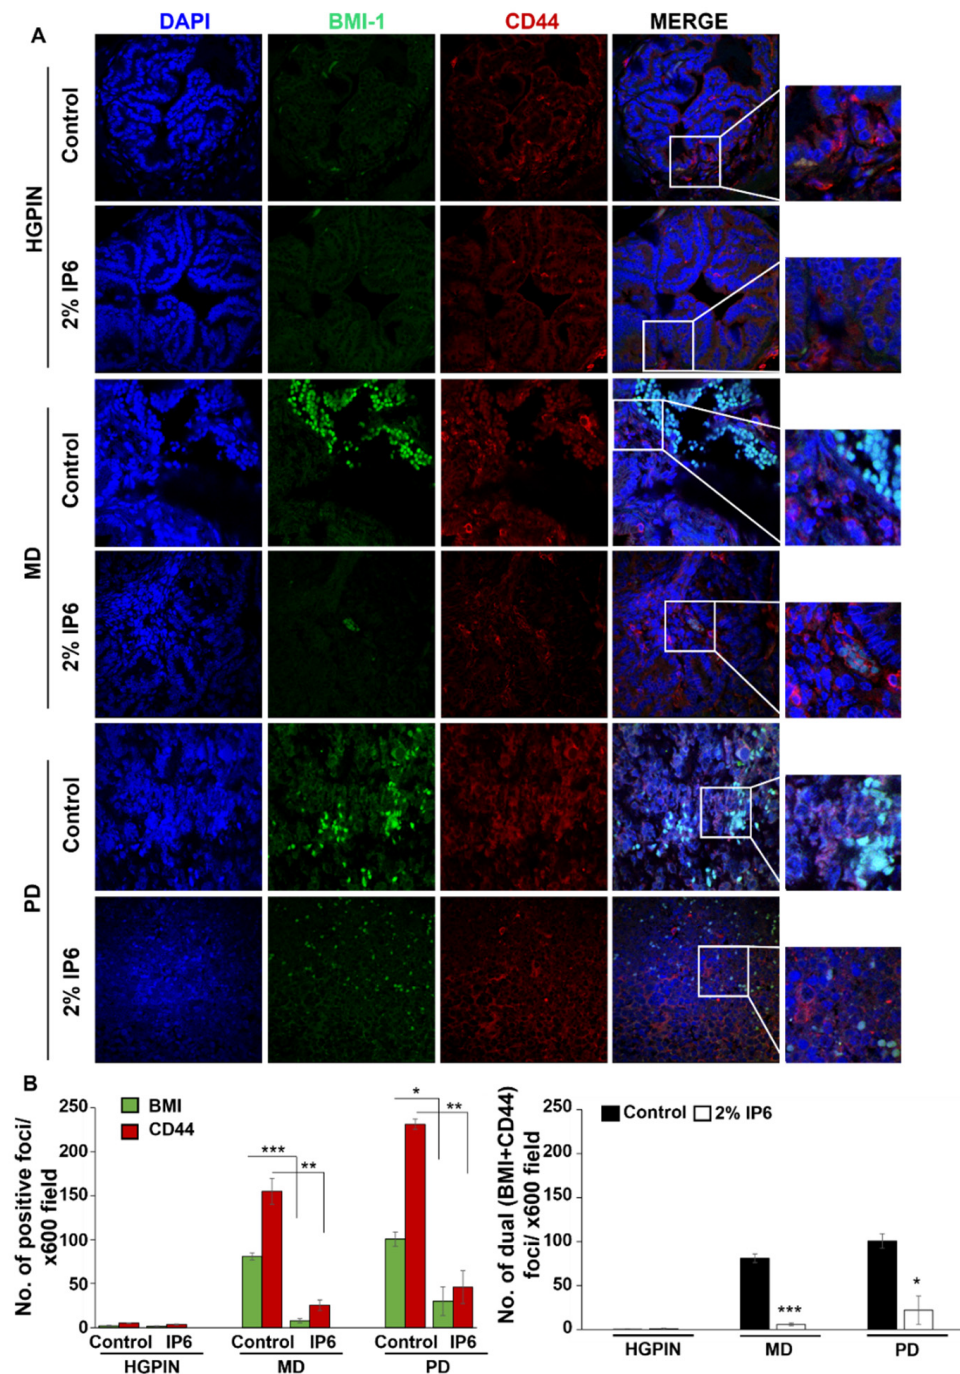 DAPI BMI-1 CD44 MERGE
A
HGPIN
Control
2% IP6
MD
Control
2% IP6
PD
Control
2% IP6
B
No. of positive foci/
x600 field
250
200
150
100
50
0
BMI
CD44
***
**
*
**
Control IP6 Control IP6 Control IP6
HGPIN MD PD
No. of dual (BMI+CD44)
foci/ x600 field
250
200
150
100
50
0
Control 2% IP6
***
*
HGPIN MD PD